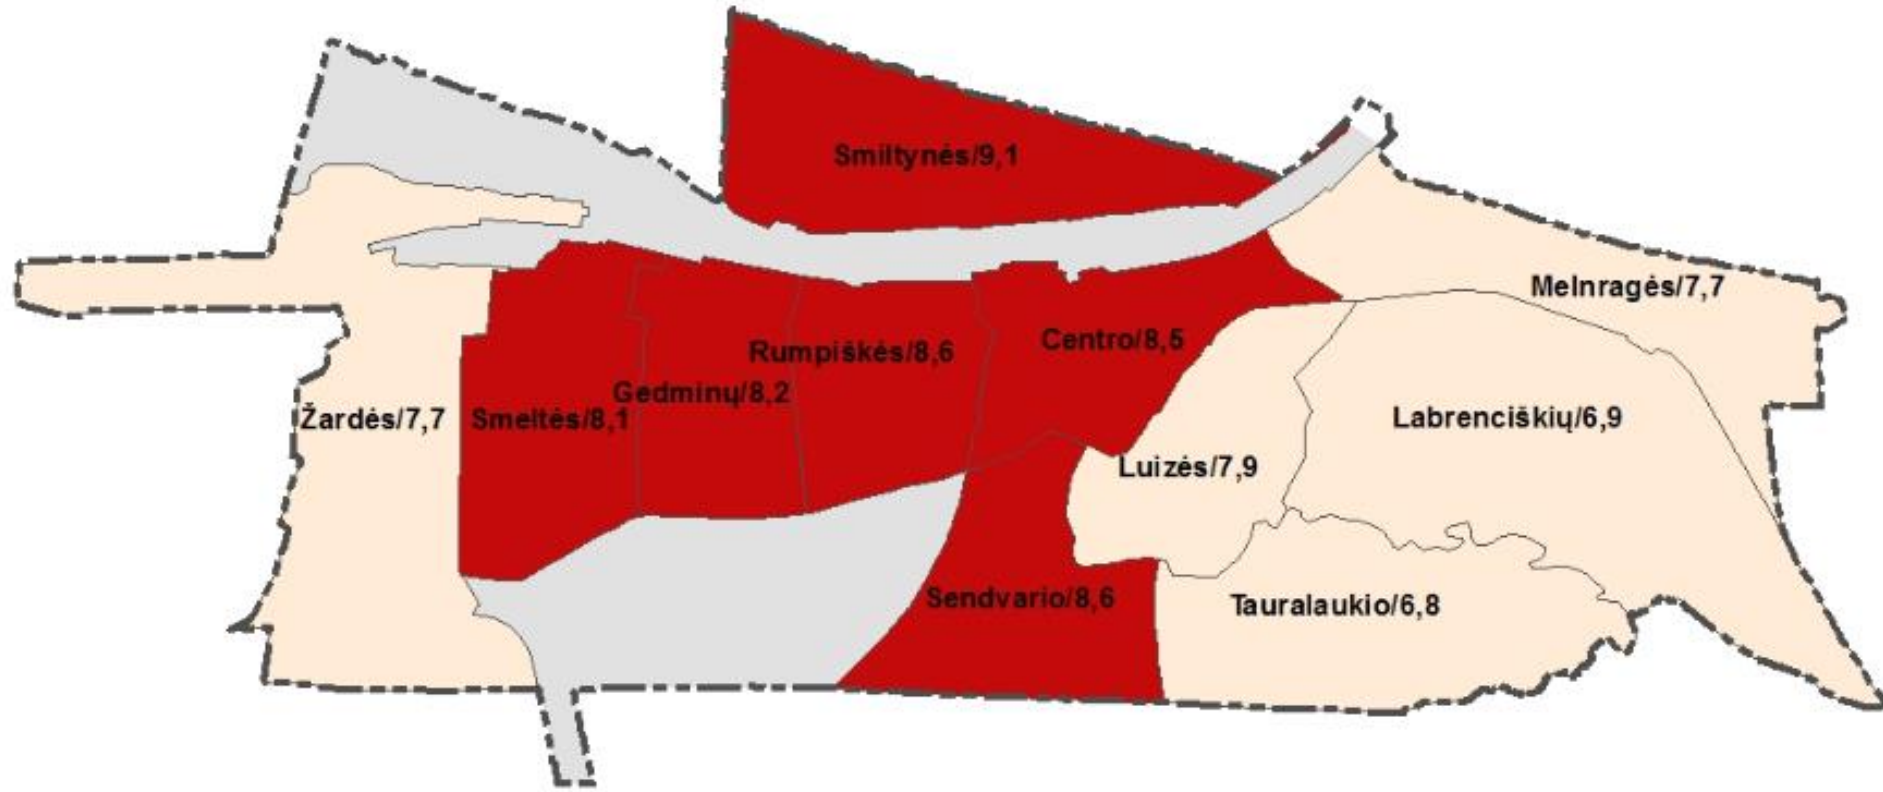 Smiltynės/9,1
Melnragės/7,7
Centro/8,5
Rumpiškės/8,6
Gedminų/8,2
Žardės/7,7
Smeltės/8,1
Labrenciškių/6,9
Luizės/7,9
Sendvario/8,6
Tauralaukio/6,8